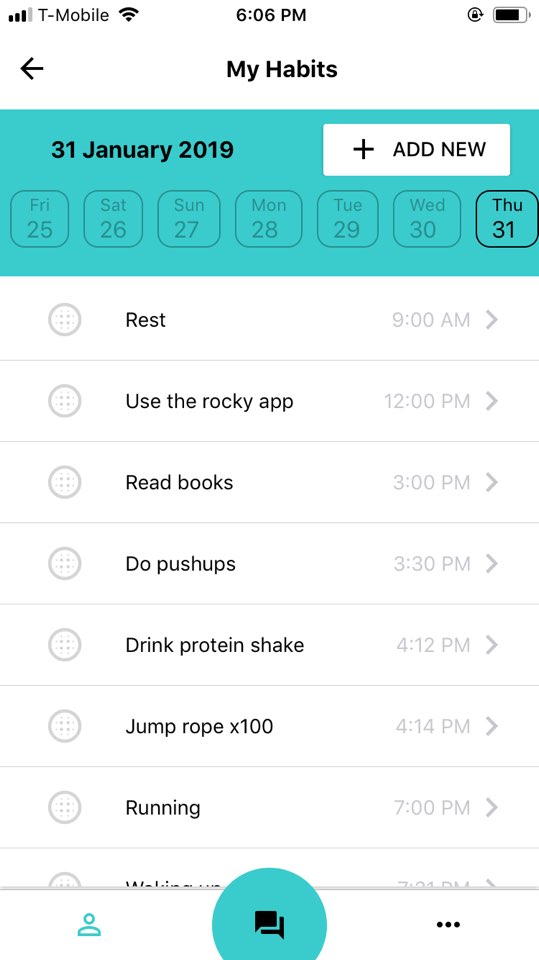 T-Mobile 6:06 PM
My Habits
31 January 2019
ADD NEW
Fri Sat Sun Mon Tue Wed Thu
25 26 27 28 29 30 31
Rest 9:00 AM
Use the rocky app 12:00 PM
Read books 3:00 PM
Do pushups 3:30 PM
Drink protein shake 4:12 PM
Jump rope x100 4:14 PM
Running 7:00 PM